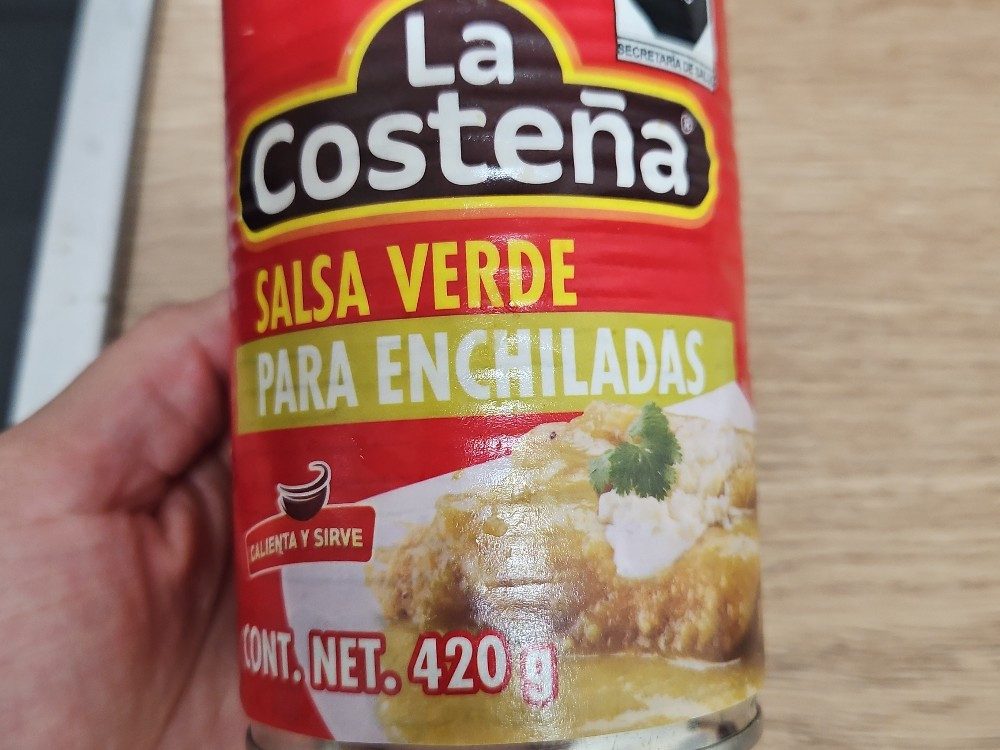 SECRETARÍA DE SALUD
La
Costeña®
SALSA VERDE
PARA ENCHILADAS
CALIENTA Y SIRVE
CONT. NET. 420 g